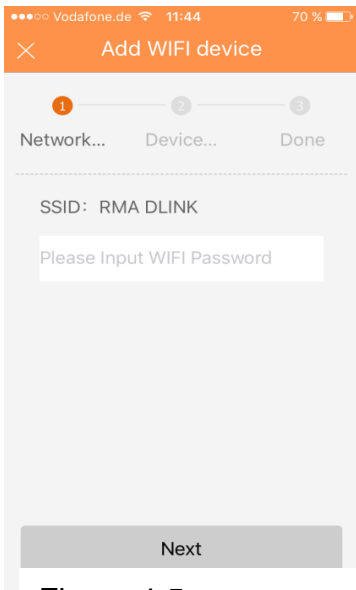 ●●●○○ Vodafone.de 11:44 70 %
Add WIFI device
1 2 3
Network... Device... Done
SSID: RMA DLINK
Please Input WIFI Password
Next